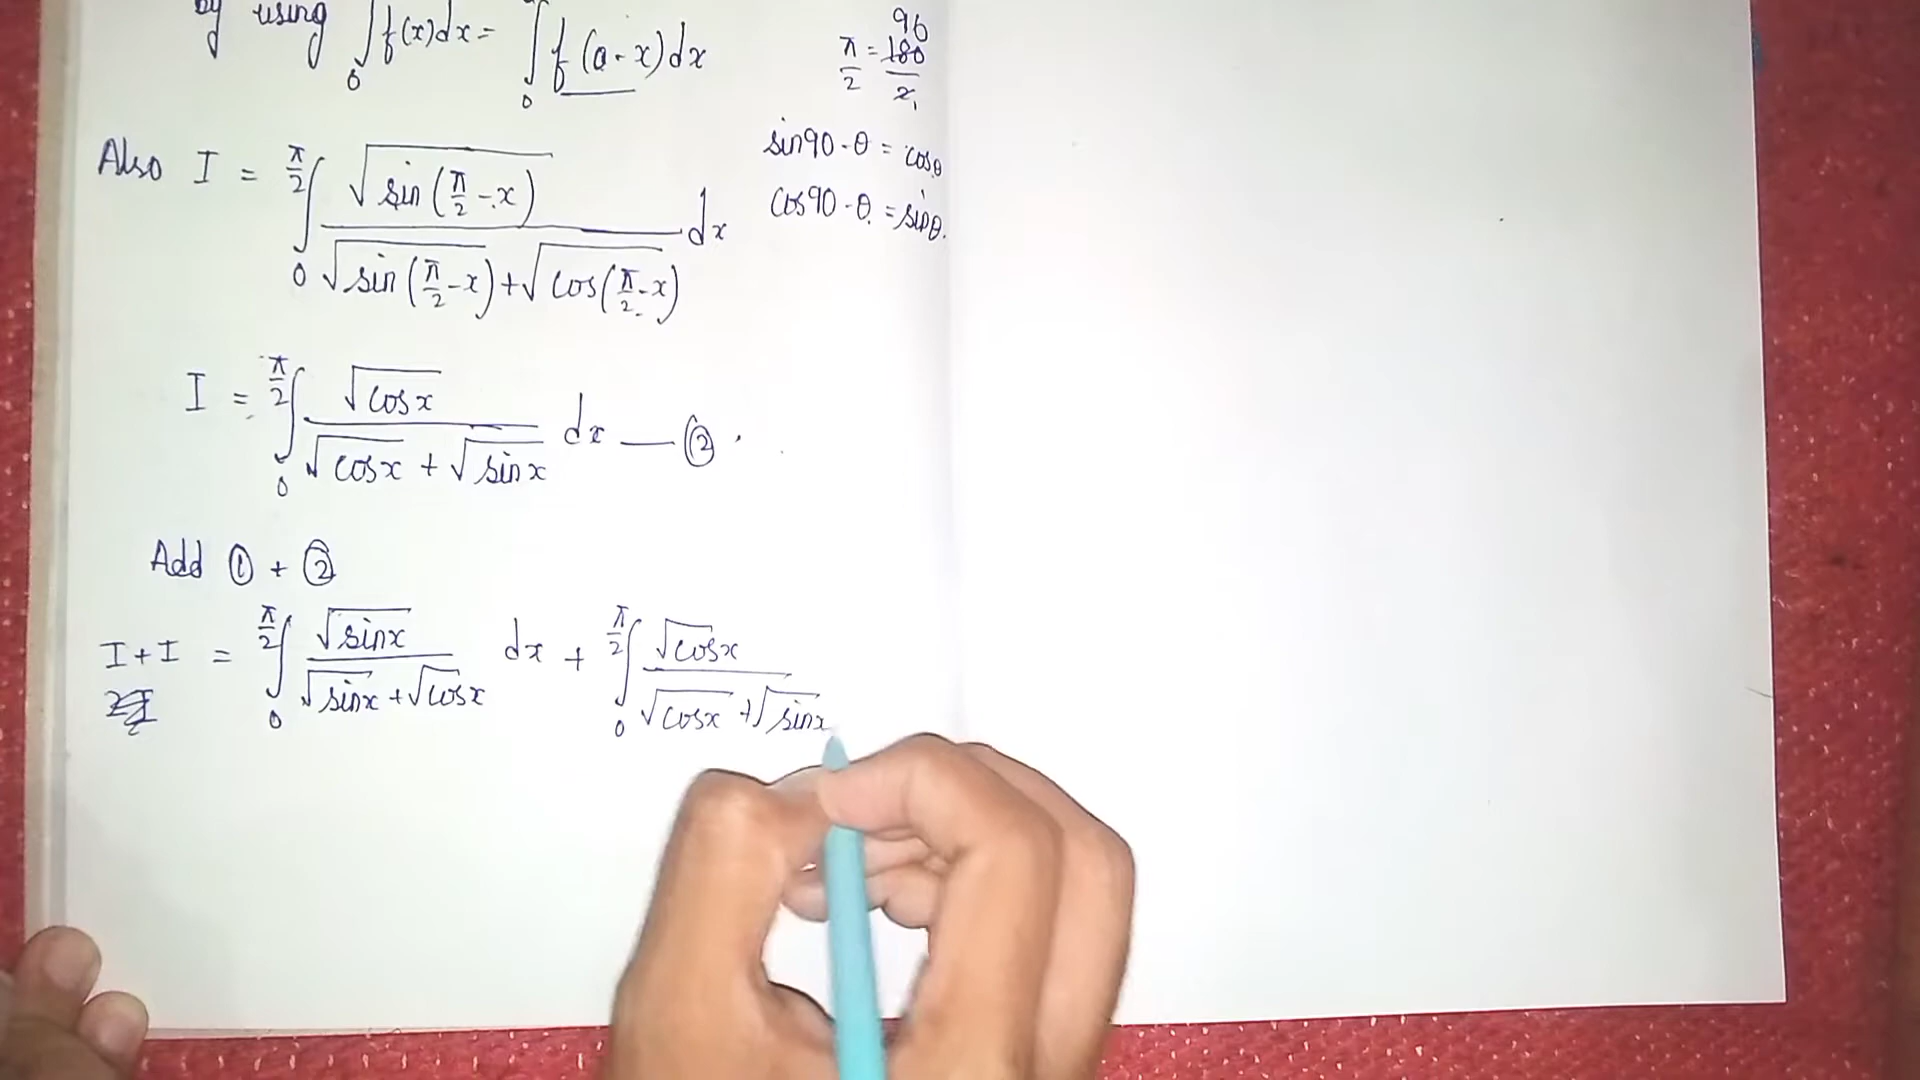 by using ∫₀ f(x)dx = ∫₀ f(a-x)dx
π/2 = 180/2 90 1
sin90-θ = cosθ
cos90-θ = sinθ.
Also I = ∫₀^(π/2) √sin(π/2-x) / (√sin(π/2-x) + √cos(π/2-x)) dx
I = ∫₀^(π/2) √cosx / (√cosx + √sinx) dx — ②
Add ① + ②
I+I = ∫₀^(π/2) √sinx / (√sinx + √cosx) dx + ∫₀^(π/2) √cosx / (√cosx + √sinx)